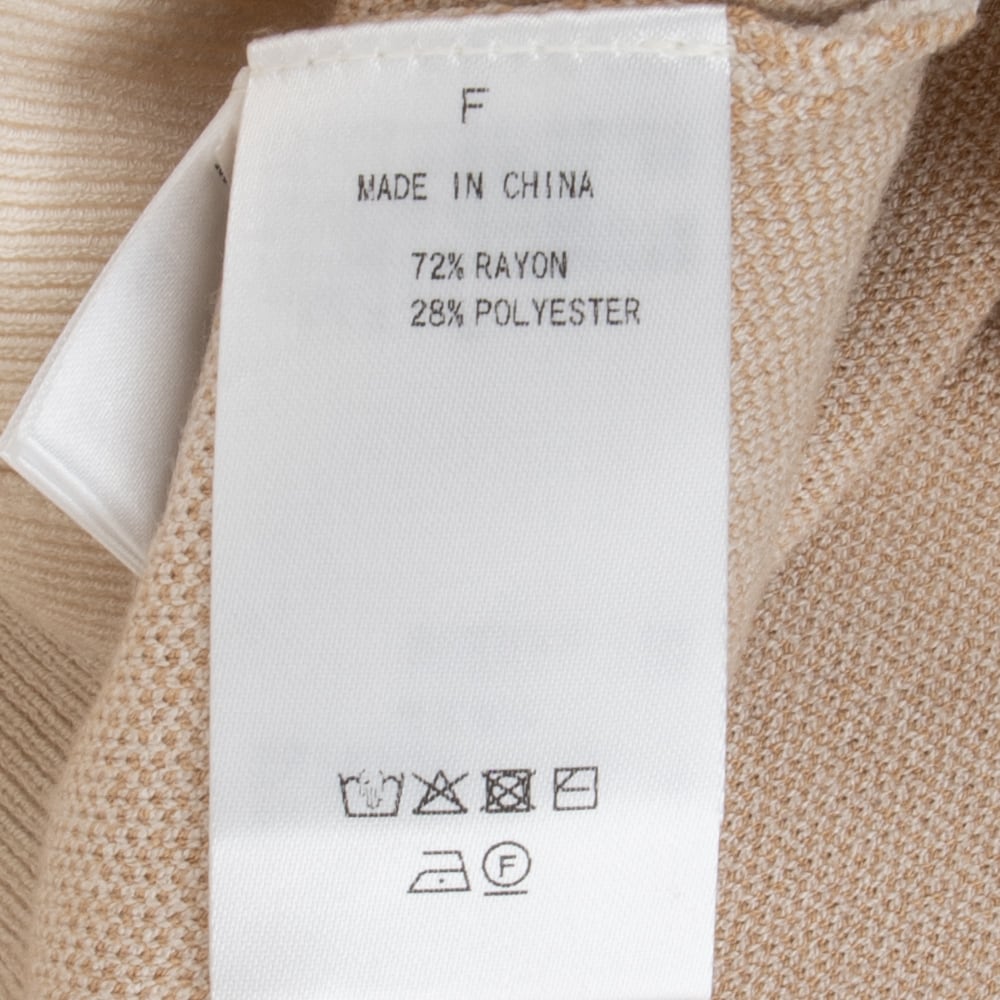 F
MADE IN CHINA
72% RAYON
28% POLYESTER
F